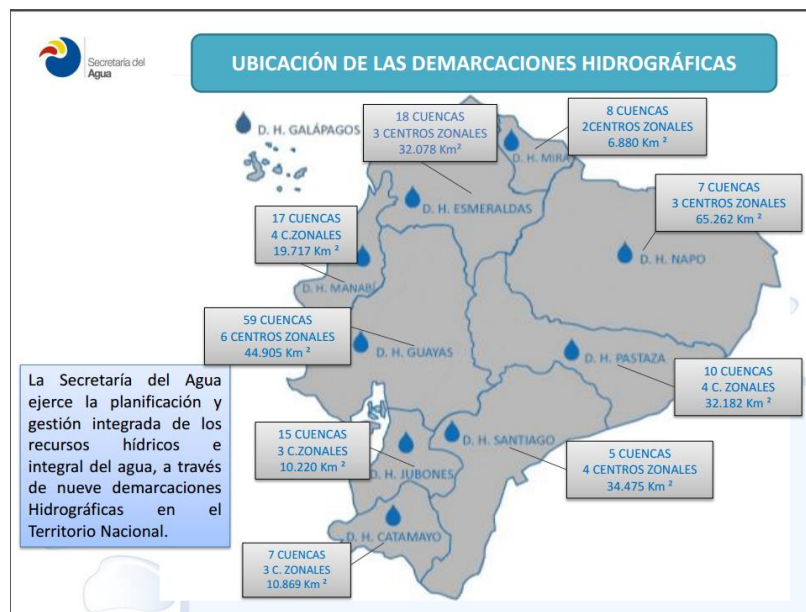 Secretaría del
Agua
UBICACIÓN DE LAS DEMARCACIONES HIDROGRÁFICAS
D. H. GALÁPAGOS
18 CUENCAS
3 CENTROS ZONALES
32.078 Km²
8 CUENCAS
2CENTROS ZONALES
6.880 Km ²
D. H. MIRA
D. H. ESMERALDAS
7 CUENCAS
3 CENTROS ZONALES
65.262 Km ²
D. H. NAPO
17 CUENCAS
4 C.ZONALES
19.717 Km ²
D. H. MANABÍ
59 CUENCAS
6 CENTROS ZONALES
44.905 Km ²
D. H. GUAYAS
D. H. PASTAZA
10 CUENCAS
4 C. ZONALES
32.182 Km ²
La Secretaría del Agua
ejerce la planificación y
gestión integrada de los
recursos hídricos e
integral del agua, a través
de nueve demarcaciones
Hidrográficas en el
Territorio Nacional.
15 CUENCAS
3 C.ZONALES
10.220 Km ²
D. H. JUBONES
D. H. SANTIAGO
5 CUENCAS
4 CENTROS ZONALES
34.475 Km ²
D. H. CATAMAYO
7 CUENCAS
3 C. ZONALES
10.869 Km ²